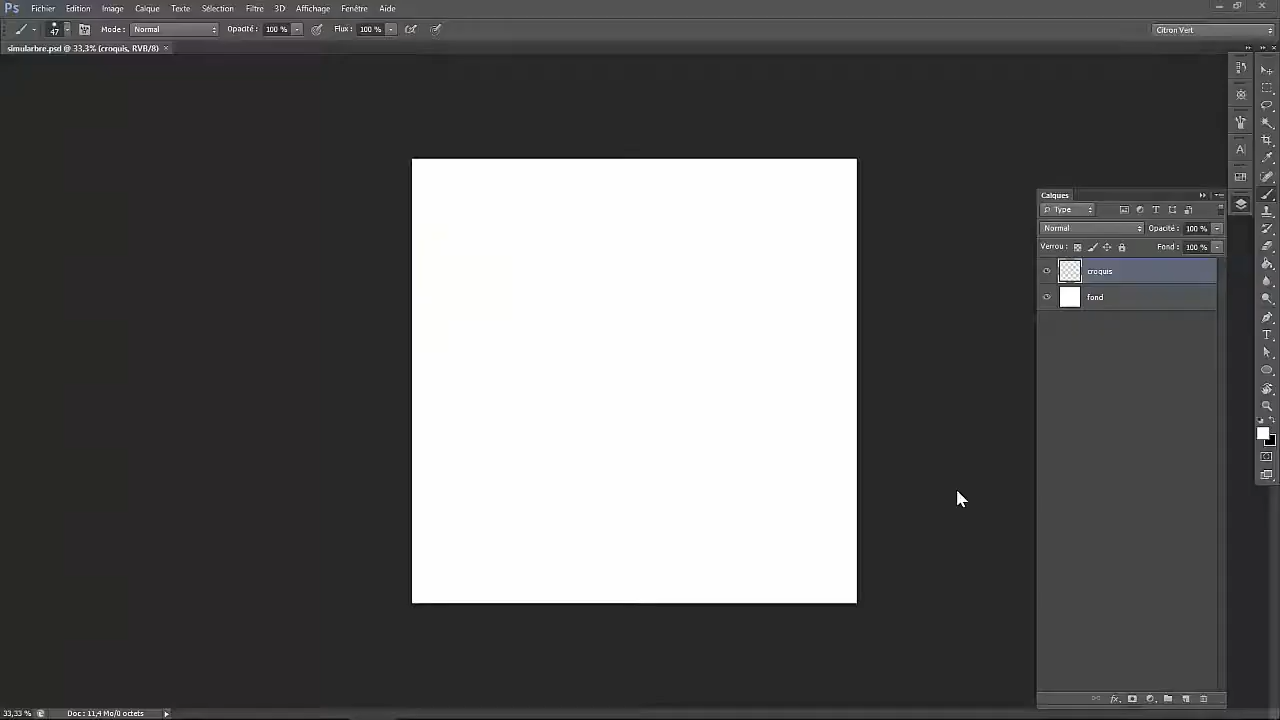 Ps Fichier Edition Image Calque Texte Sélection Filtre 3D Affichage Fenêtre Aide
47 Mode : Normal Opacité : 100 % Flux : 100 % Citron Vert
simularbre.psd @ 33,3% (croquis, RVB/8) ×
Calques
Type T
Normal Opacité : 100 %
Verrou : Fond : 100 %
croquis
fond
A
T
fx
33,33 % Doc : 11,4 Mo/0 octets